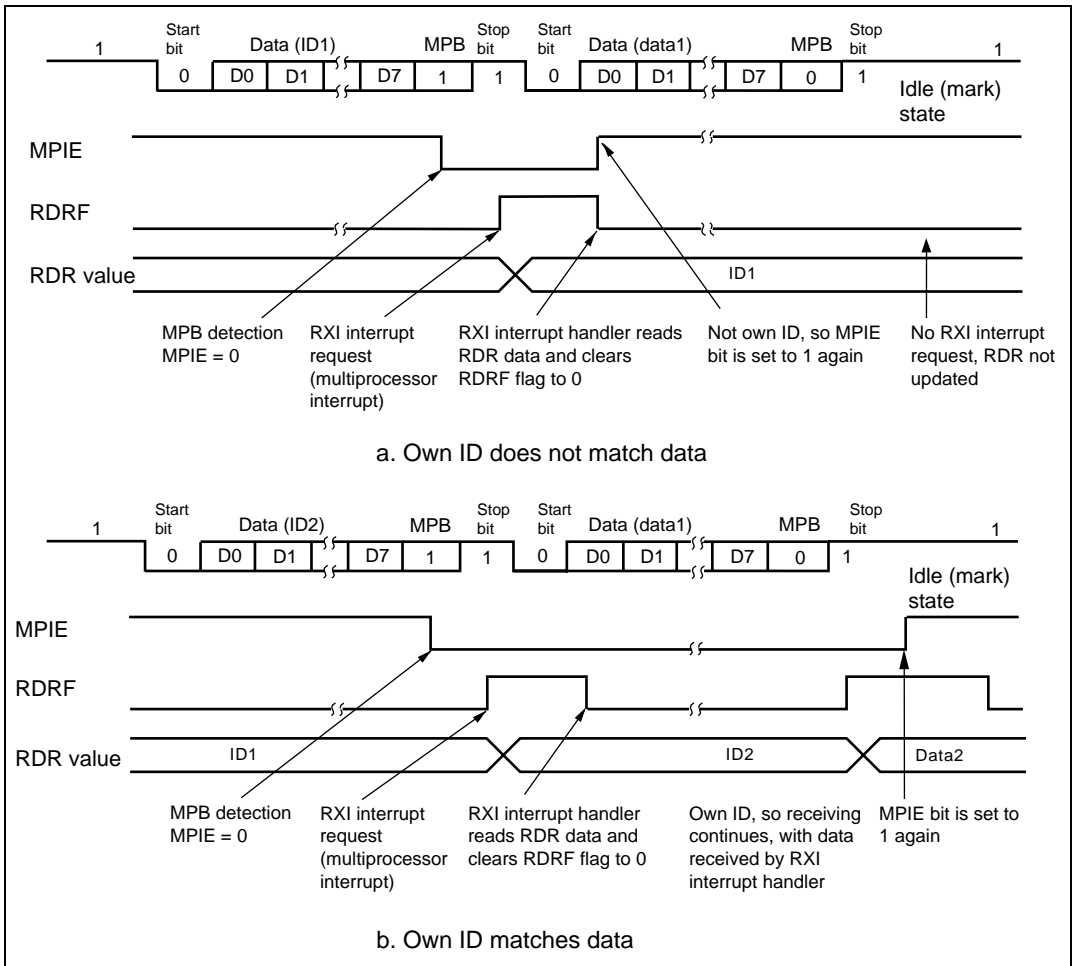 1 Start bit Data (ID1) MPB Stop bit Start bit Data (data1) MPB Stop bit 1
0 D0 D1 D7 1 1 0 D0 D1 D7 0 1
Idle (mark) state
MPIE
RDRF
RDR value
ID1
MPB detection
MPIE = 0
RXI interrupt
request
(multiprocessor
interrupt)
RXI interrupt handler reads
RDR data and clears
RDRF flag to 0
Not own ID, so MPIE
bit is set to 1 again
No RXI interrupt
request, RDR not
updated
a. Own ID does not match data
1 Start bit Data (ID2) MPB Stop bit Start bit Data (data1) MPB Stop bit 1
0 D0 D1 D7 1 1 0 D0 D1 D7 0 1
Idle (mark) state
MPIE
RDRF
RDR value
ID1 ID2 Data2
MPB detection
MPIE = 0
RXI interrupt
request
(multiprocessor
interrupt)
RXI interrupt handler
reads RDR data and
clears RDRF flag to 0
Own ID, so receiving
continues, with data
received by RXI
interrupt handler
MPIE bit is set to
1 again
b. Own ID matches data